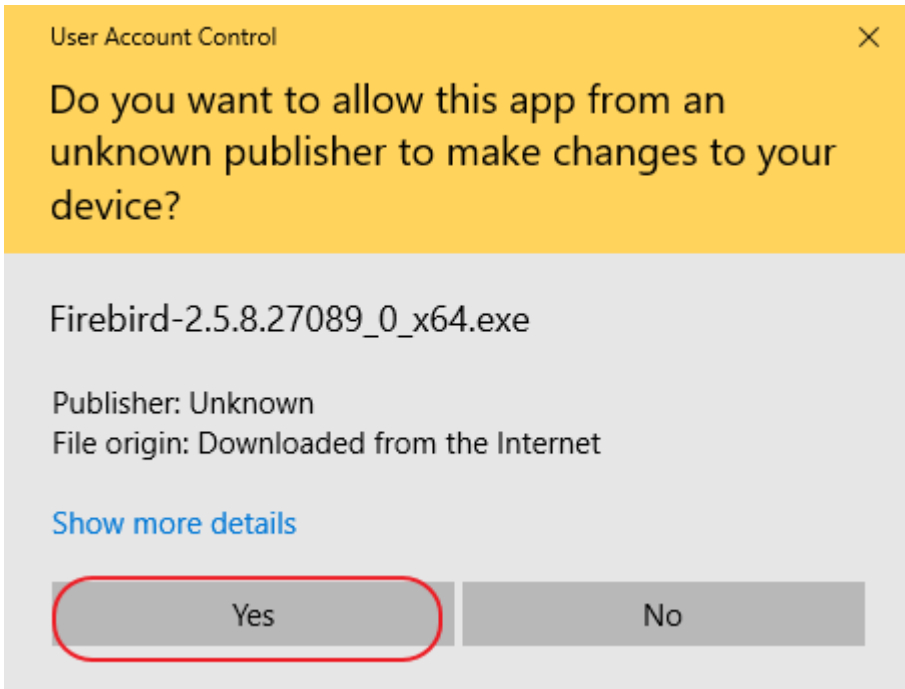 User Account Control
Do you want to allow this app from an
unknown publisher to make changes to your
device?
Firebird-2.5.8.27089_0_x64.exe
Publisher: Unknown
File origin: Downloaded from the Internet
Show more details
Yes No